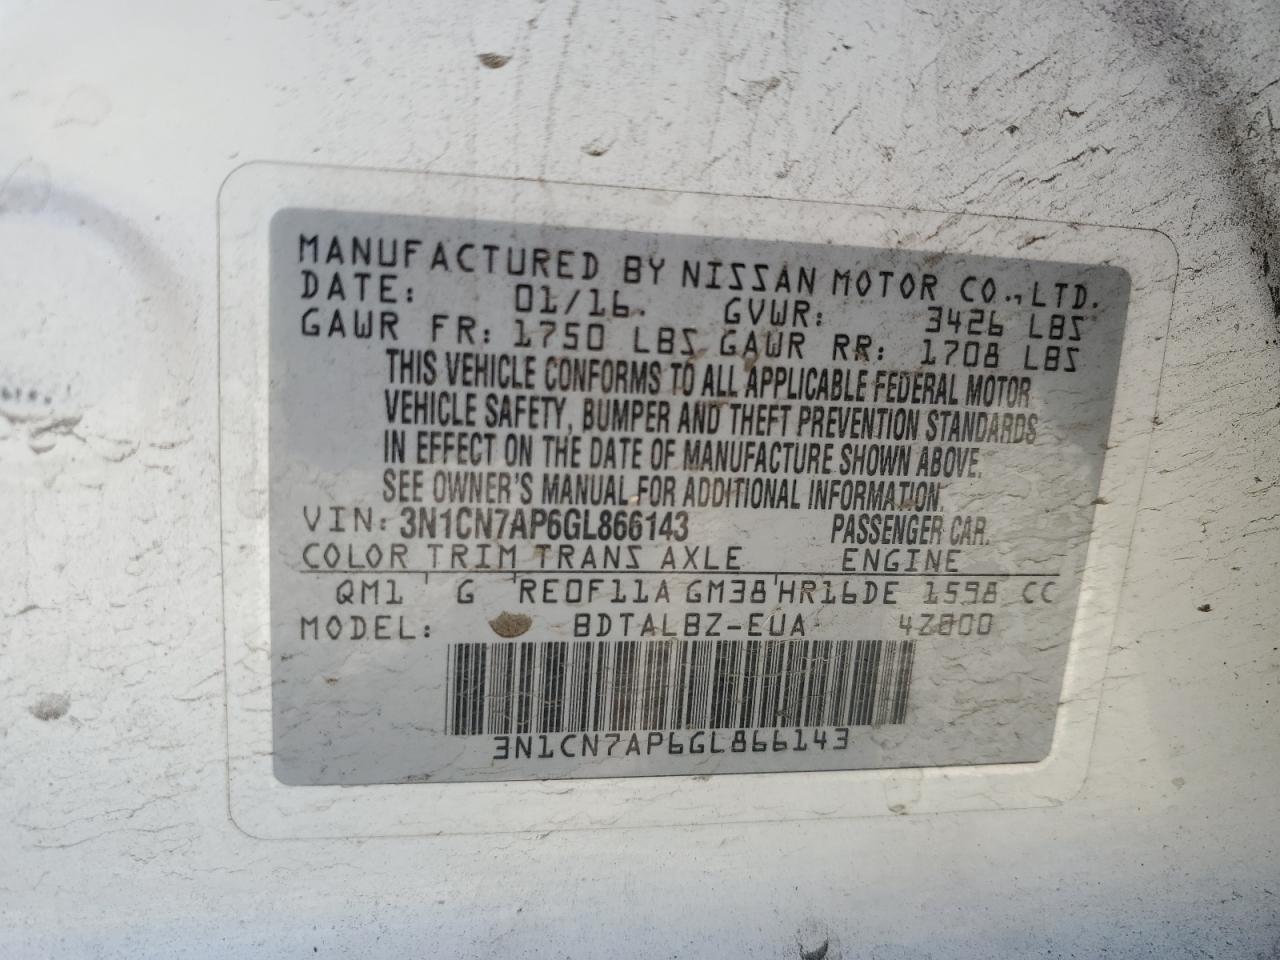 MANUFACTURED BY NISSAN MOTOR CO., LTD.
DATE: 01/16. GVWR: 3426 LBS
GAWR FR: 1750 LBS GAWR RR: 1708 LBS
THIS VEHICLE CONFORMS TO ALL APPLICABLE FEDERAL MOTOR
VEHICLE SAFETY, BUMPER AND THEFT PREVENTION STANDARDS
IN EFFECT ON THE DATE OF MANUFACTURE SHOWN ABOVE.
SEE OWNER'S MANUAL FOR ADDITIONAL INFORMATION.
VIN: 3N1CN7AP6GL866143 PASSENGER CAR.
COLOR TRIM TRANS AXLE ENGINE
QM1 ' G ' RE0F11A GM38 ' HR16DE 1598 CC
MODEL: BDTALBZ-EUA 4Z800
3N1CN7AP6GL866143